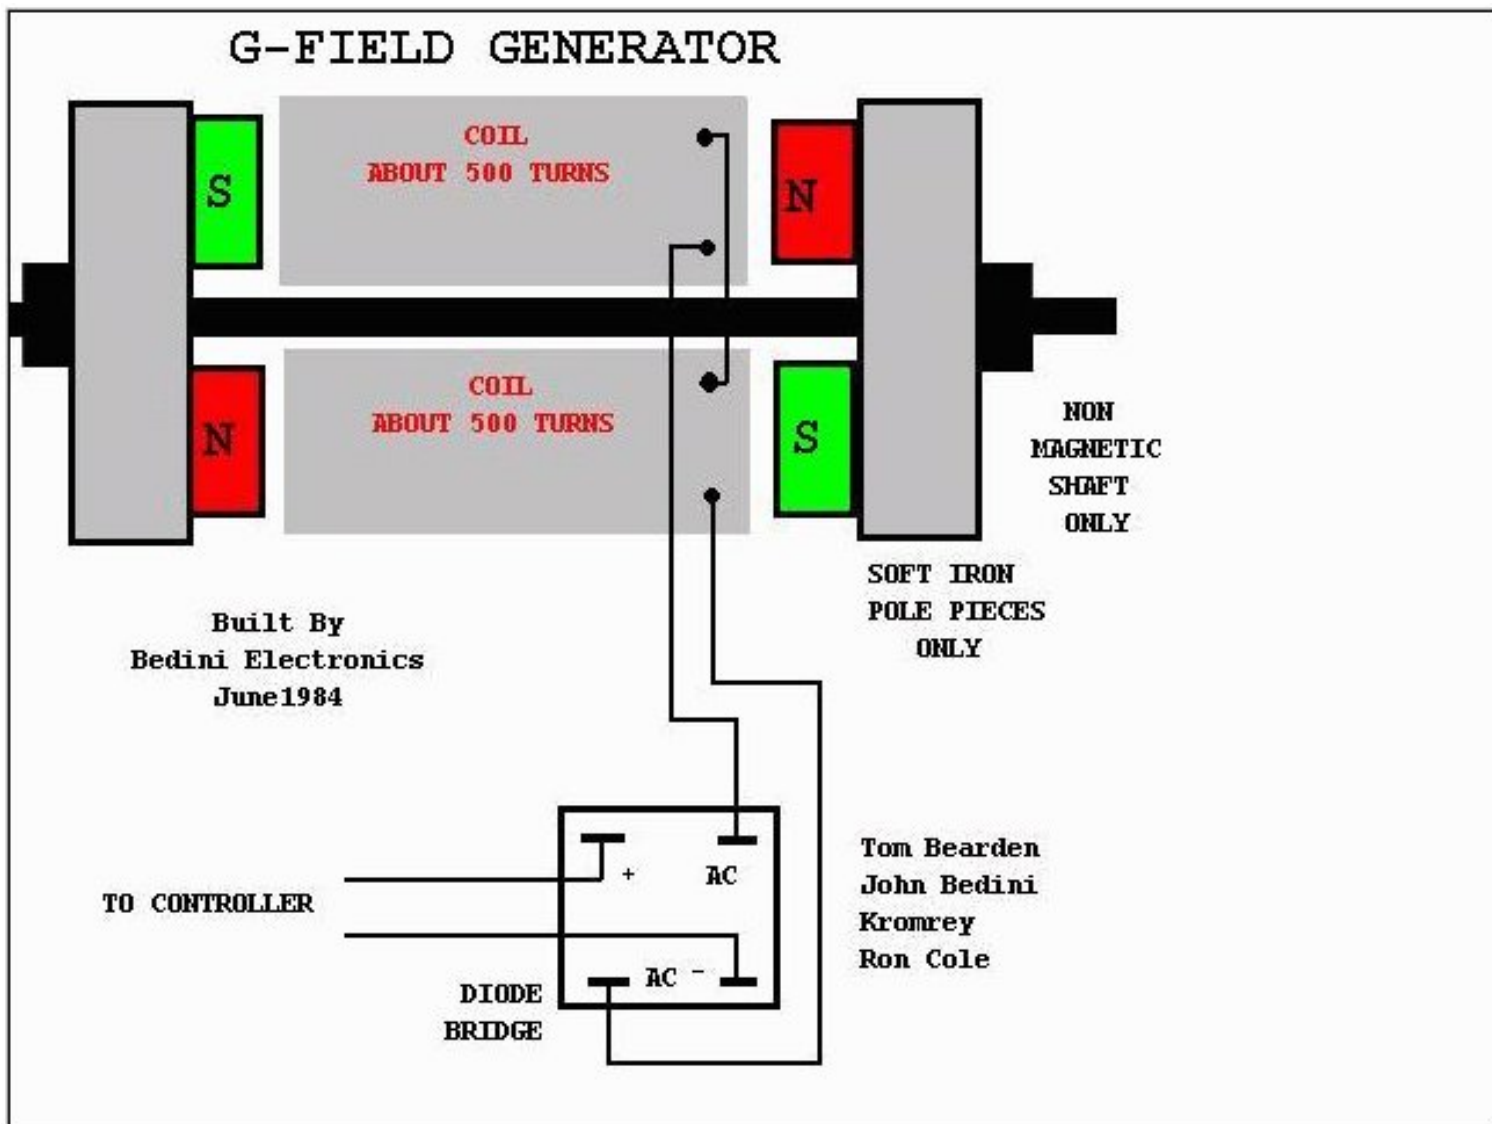 G-FIELD GENERATOR
COIL
ABOUT 500 TURNS
S
N
COIL
ABOUT 500 TURNS
N
S
NON
MAGNETIC
SHAFT
ONLY
SOFT IRON
POLE PIECES
ONLY
Built By
Bedini Electronics
June1984
+
AC
TO CONTROLLER
AC -
DIODE
BRIDGE
Tom Bearden
John Bedini
Kromrey
Ron Cole